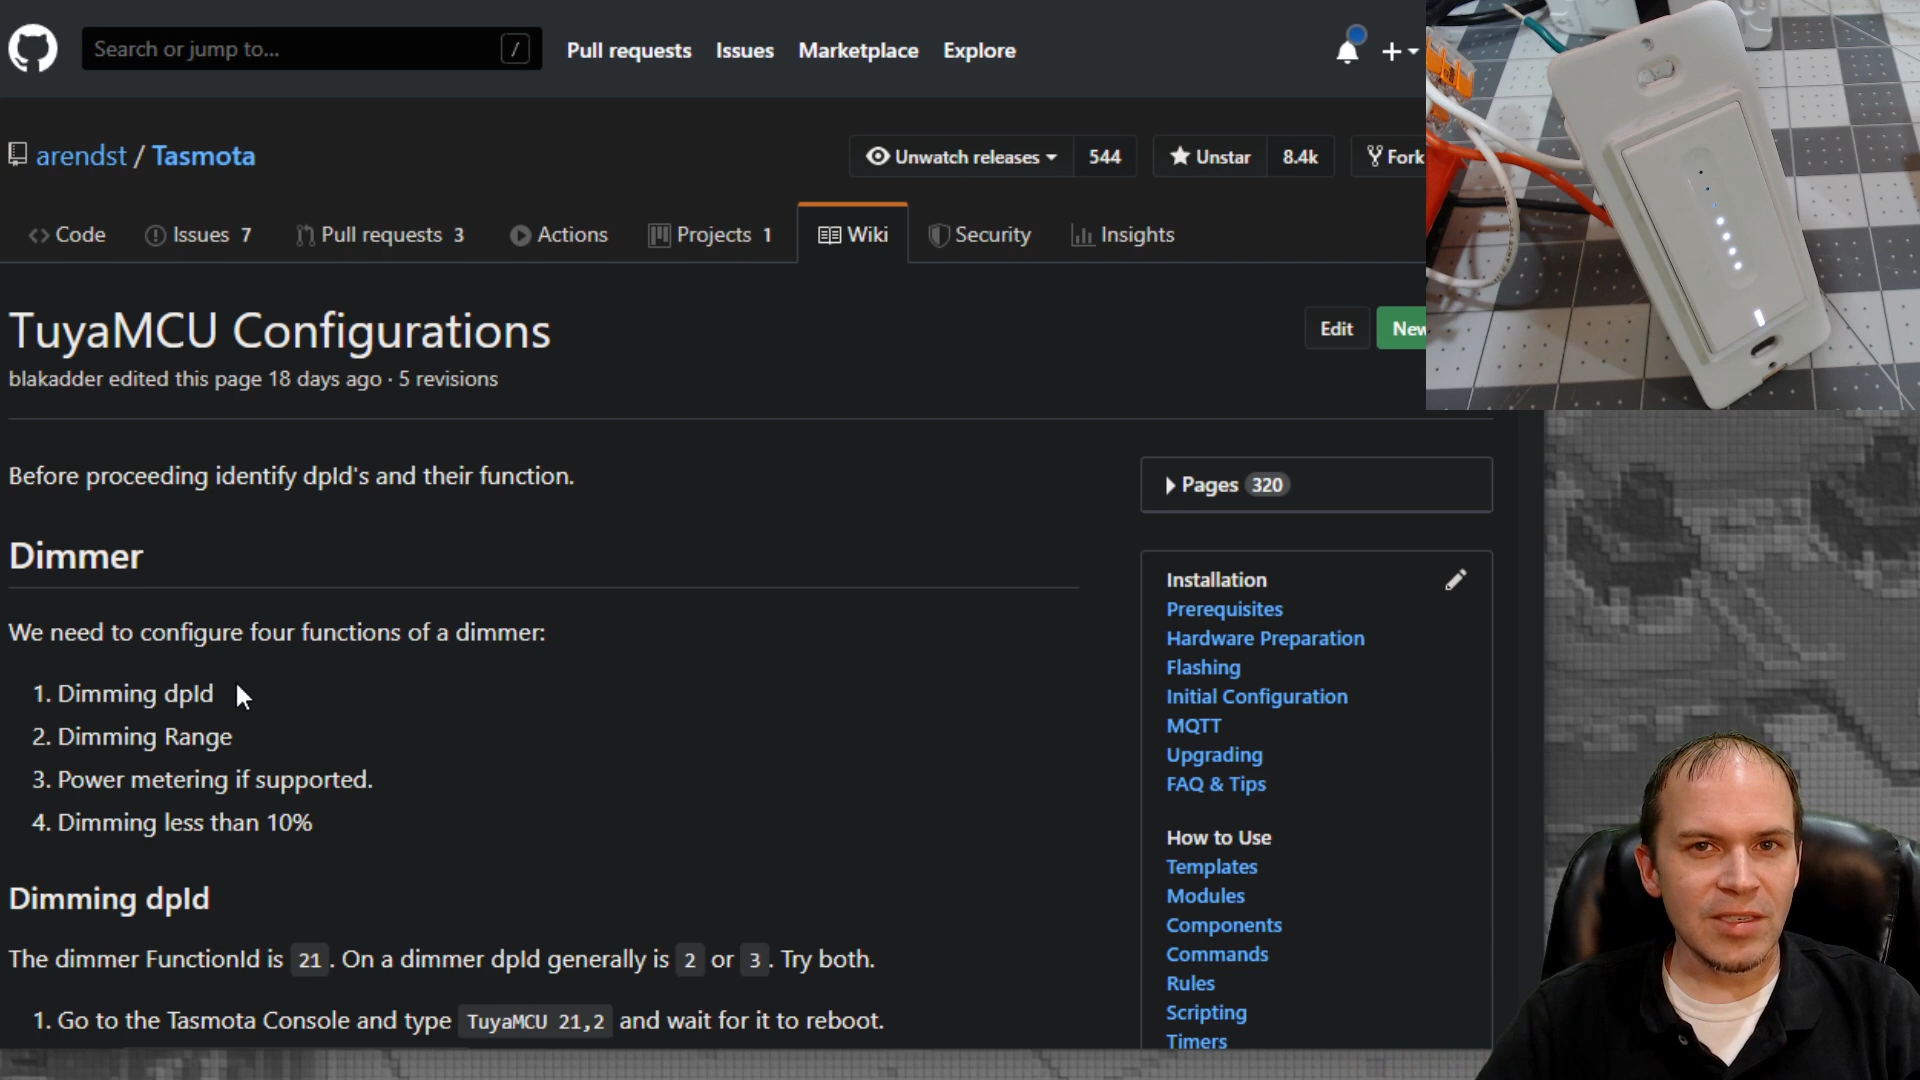 Search or jump to... /
Pull requests Issues Marketplace Explore
arendst / Tasmota
Unwatch releases 544 Unstar 8.4k Fork
Code Issues 7 Pull requests 3 Actions Projects 1 Wiki Security Insights
TuyaMCU Configurations
Edit New
blakadder edited this page 18 days ago · 5 revisions
Before proceeding identify dpId's and their function.
Pages 320
Dimmer
We need to configure four functions of a dimmer:
1. Dimming dpId
2. Dimming Range
3. Power metering if supported.
4. Dimming less than 10%
Dimming dpId
The dimmer FunctionId is 21. On a dimmer dpId generally is 2 or 3. Try both.
1. Go to the Tasmota Console and type TuyaMCU 21,2 and wait for it to reboot.
Installation
Prerequisites
Hardware Preparation
Flashing
Initial Configuration
MQTT
Upgrading
FAQ & Tips
How to Use
Templates
Modules
Components
Commands
Rules
Scripting
Timers